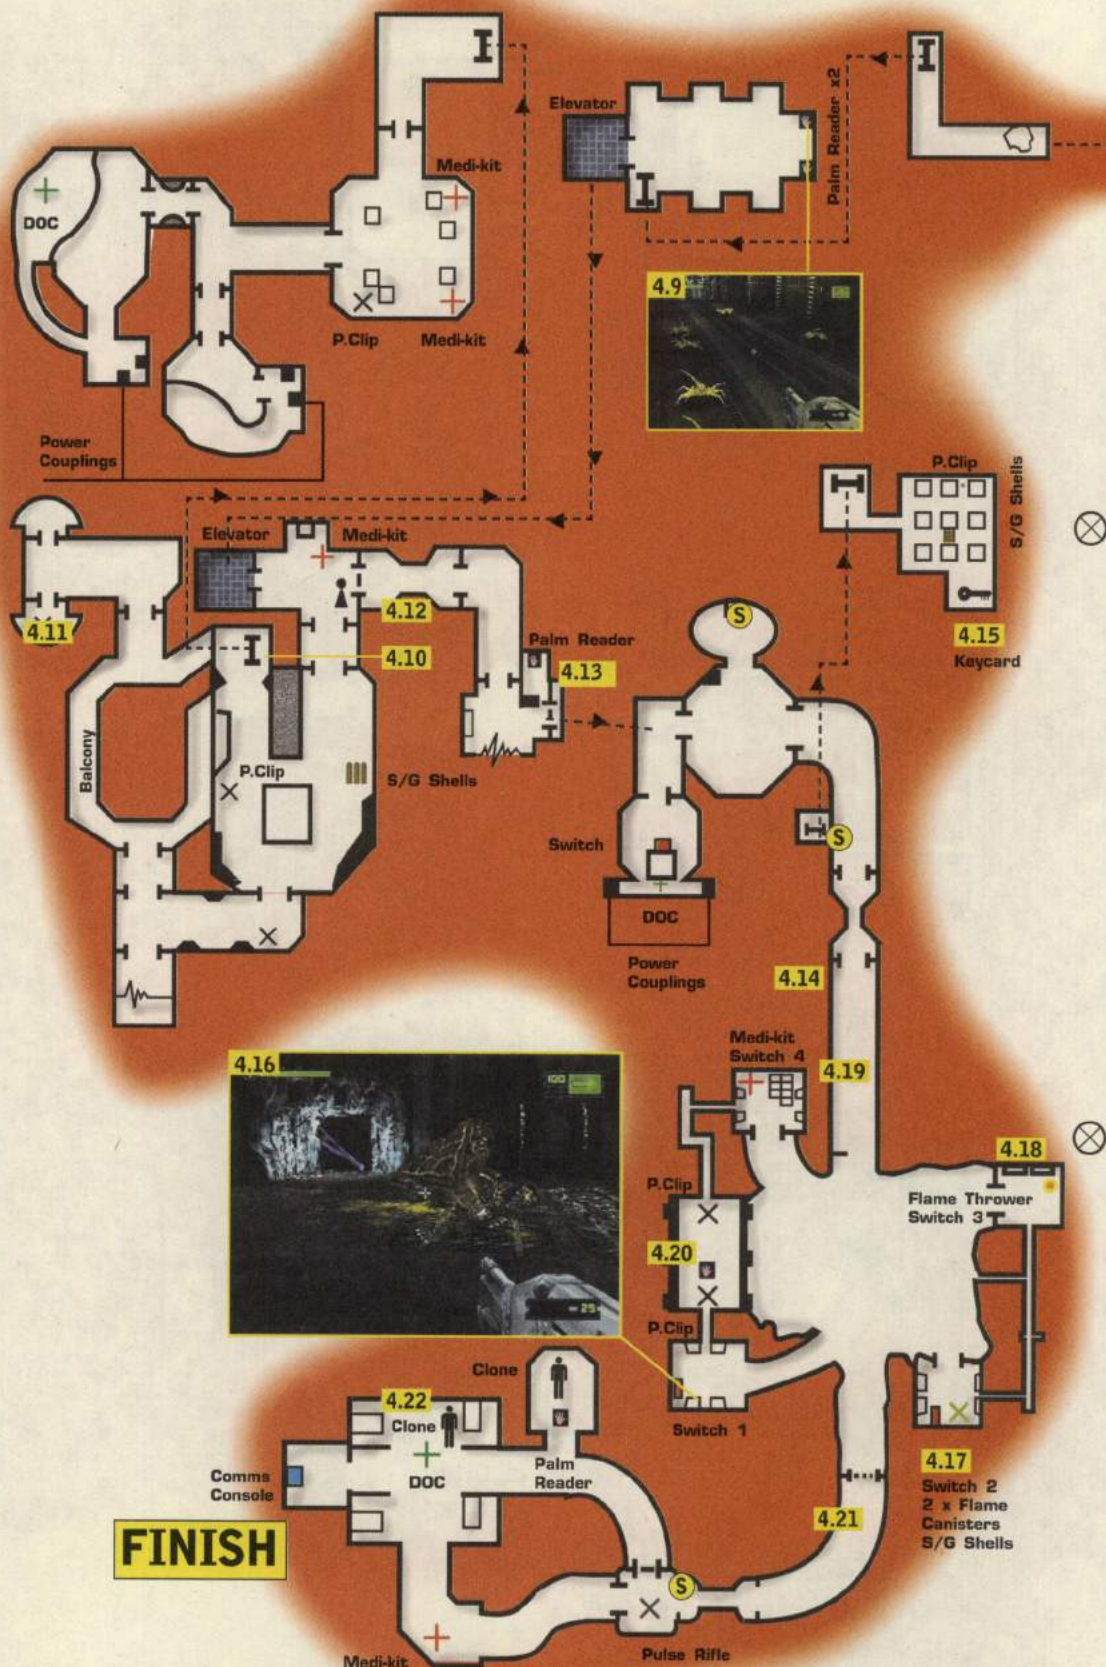 Elevator
Palm Reader x2
Medi-kit
DOC
4.9
P.Clip
Medi-kit
Power
Couplings
P.Clip
S/G Shells
Elevator
Medi-kit
4.12
4.11
4.10
S
4.15
Keycard
Palm Reader
4.13
Balcony
P.Clip
S/G Shells
S
Switch
DOC
Power
Couplings
4.14
4.16
100
25
Medi-kit
Switch 4
4.19
4.18
P.Clip
Flame Thrower
Switch 3
4.20
P.Clip
Clone
Switch 1
4.22
Clone
DOC
Palm
Reader
Comms
Console
4.17
Switch 2
2 x Flame
Canisters
S/G Shells
4.21
FINISH
S
Medi-kit
Pulse Rifle